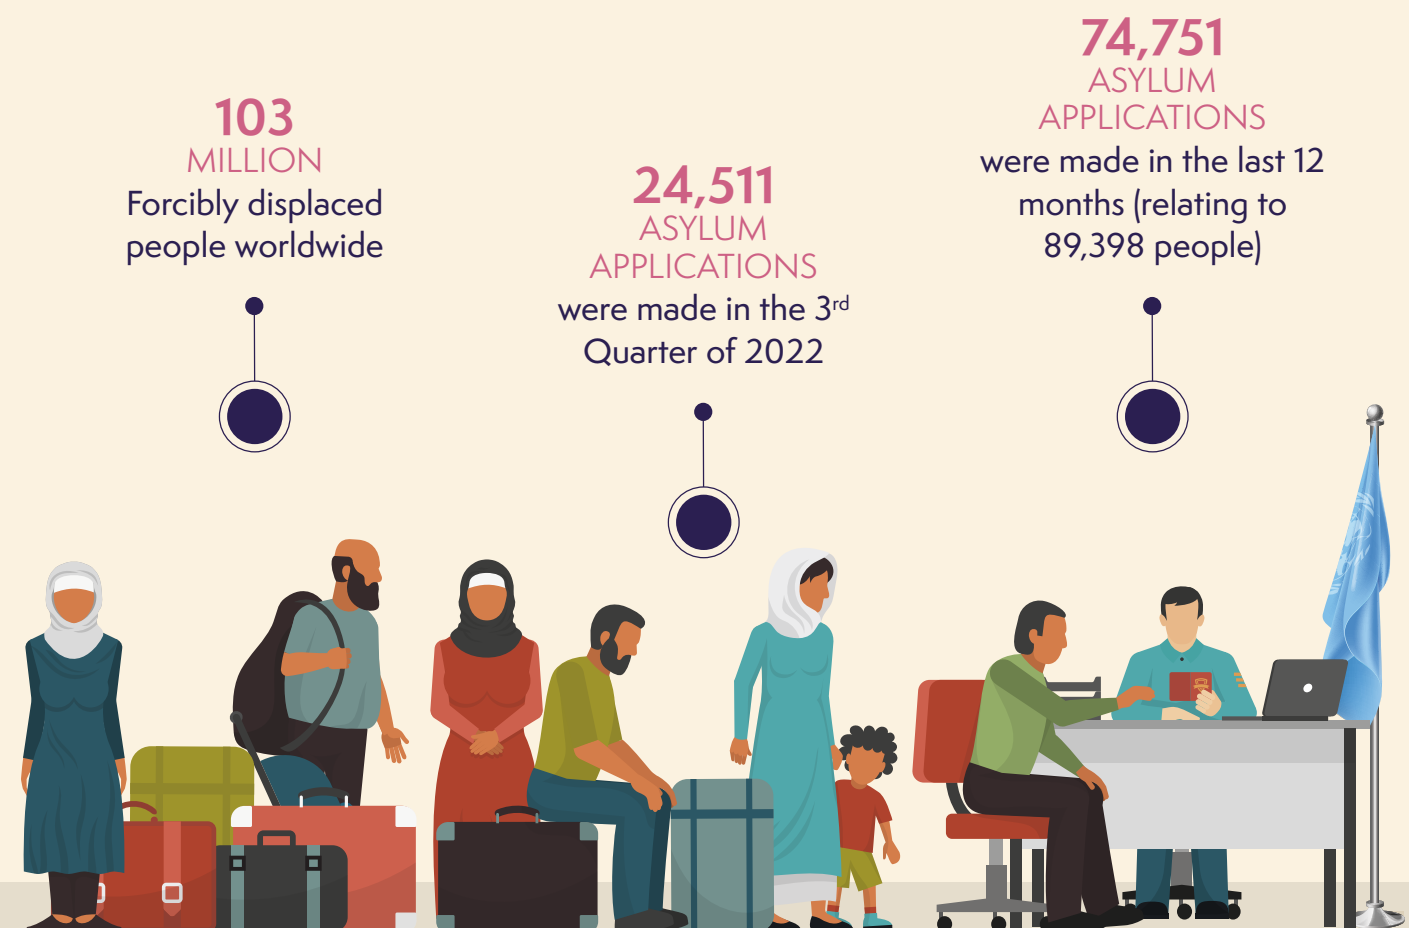 103
MILLION
Forcibly displaced
people worldwide
24,511
ASYLUM
APPLICATIONS
were made in the 3rd
Quarter of 2022
74,751
ASYLUM
APPLICATIONS
were made in the last 12
months (relating to
89,398 people)